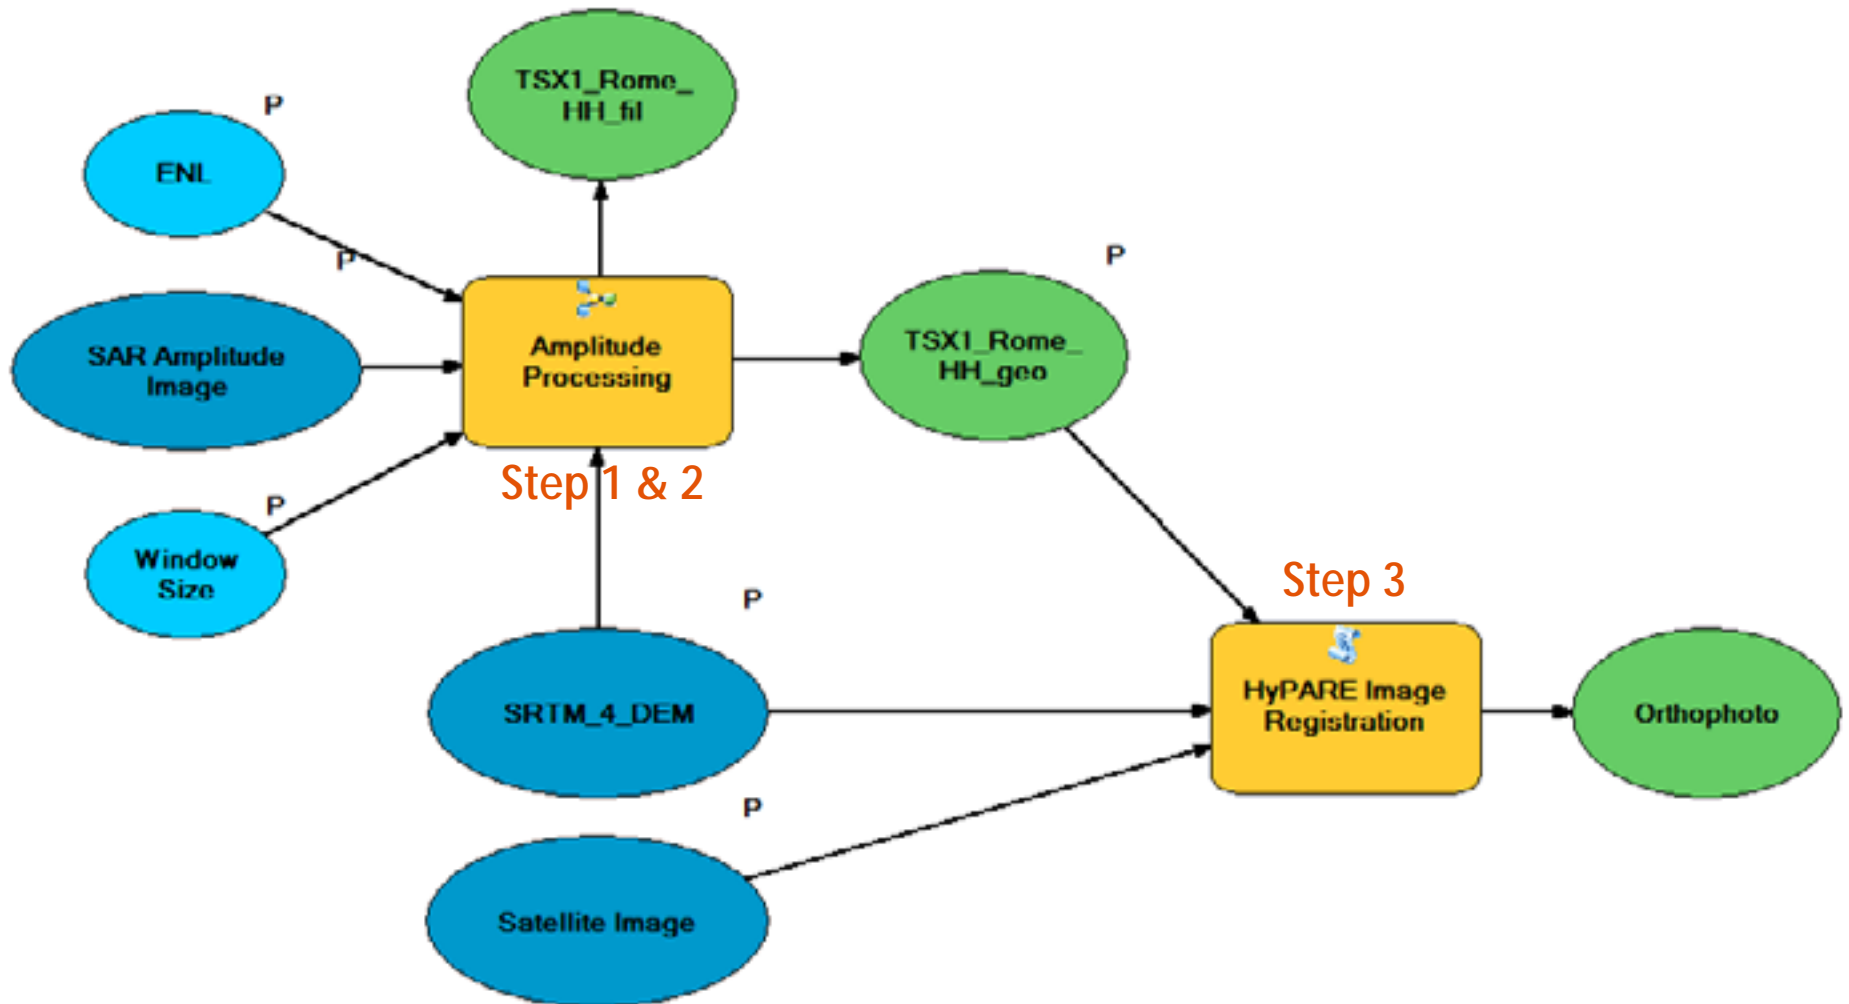 TSX1_Rome_
HH_fil
P
ENL
P
SAR Amplitude
Image
Amplitude
Processing
P
TSX1_Rome_
HH_geo
Step 1 & 2
P
Window
Size
P
Step 3
SRTM_4_DEM
HyPARE Image
Registration
Orthophoto
P
Satellite Image